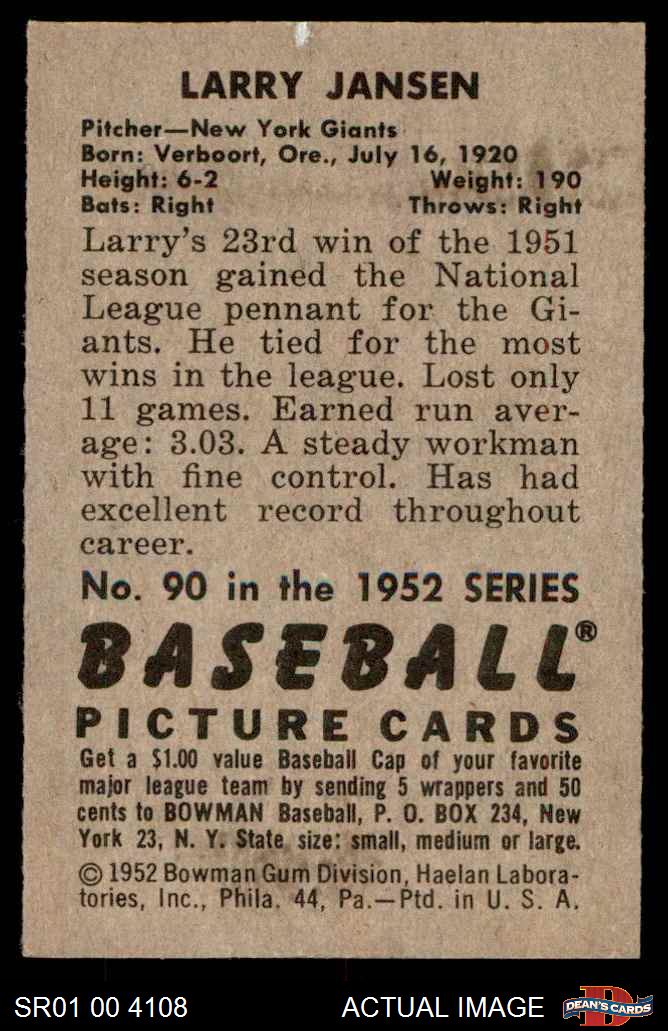 LARRY JANSEN
Pitcher—New York Giants
Born: Verboort, Ore., July 16, 1920
Height: 6-2 Weight: 190
Bats: Right Throws: Right
Larry's 23rd win of the 1951
season gained the National
League pennant for the Gi-
ants. He tied for the most
wins in the league. Lost only
11 games. Earned run aver-
age: 3.03. A steady workman
with fine control. Has had
excellent record throughout
career.
No. 90 in the 1952 SERIES
BASEBALL®
PICTURE CARDS
Get a $1.00 value Baseball Cap of your favorite
major league team by sending 5 wrappers and 50
cents to BOWMAN Baseball, P. O. BOX 234, New
York 23, N. Y. State size: small, medium or large.
© 1952 Bowman Gum Division, Haelan Labora-
tories, Inc., Phila. 44, Pa.—Ptd. in U. S. A.
SR01 00 4108 ACTUAL IMAGE DEAN'S CARDS